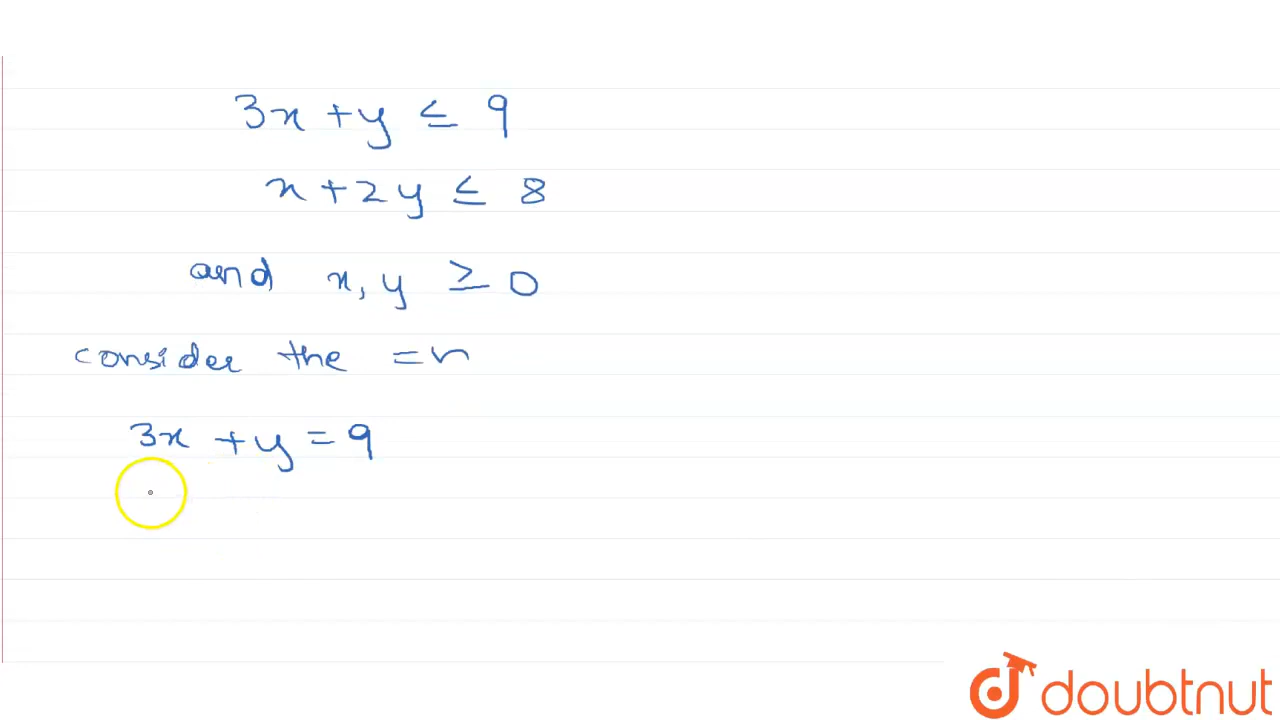 3x + y ≤ 9
x + 2y ≤ 8
and x, y ≥ 0
consider the =n
3x + y = 9
doubtnut